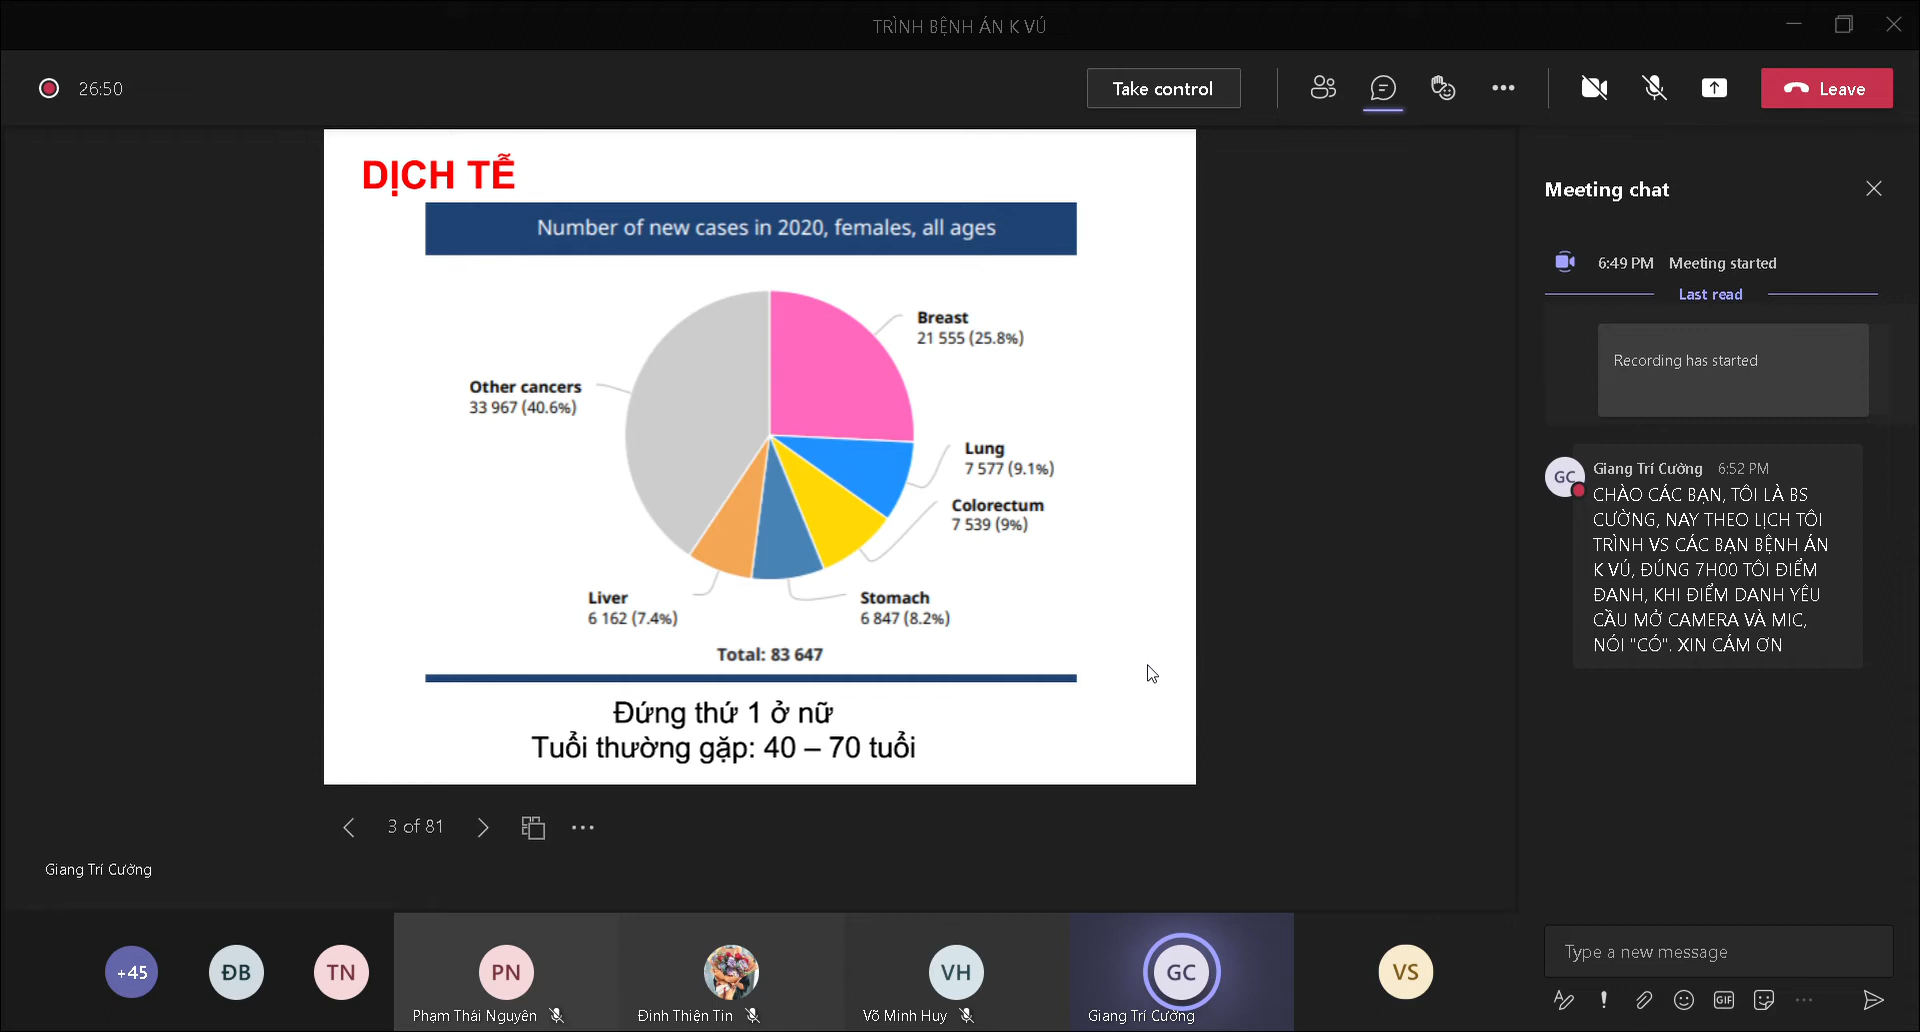 TRÌNH BỆNH ÁN K VÚ
26:50
Take control
Leave
DỊCH TỄ
Number of new cases in 2020, females, all ages
Breast
21 555 (25.8%)
Other cancers
33 967 (40.6%)
Lung
7 577 (9.1%)
Colorectum
7 539 (9%)
Liver
6 162 (7.4%)
Stomach
6 847 (8.2%)
Total: 83 647
Đứng thứ 1 ở nữ
Tuổi thường gặp: 40 – 70 tuổi
3 of 81
Giang Trí Cường
+45
ĐB
TN
PN
Phạm Thái Nguyên
Đinh Thiện Tín
VH
Võ Minh Huy
GC
Giang Trí Cường
VS
Meeting chat
6:49 PM Meeting started
Last read
Recording has started
GC
Giang Trí Cường 6:52 PM
CHÀO CÁC BẠN, TÔI LÀ BS
CƯỜNG, NAY THEO LỊCH TÔI
TRÌNH VS CÁC BẠN BỆNH ÁN
K VÚ, ĐÚNG 7H00 TÔI ĐIỂM
DANH, KHI ĐIỂM DANH YÊU
CẦU MỞ CAMERA VÀ MIC,
NÓI "CÓ". XIN CÁM ƠN
Type a new message
GIF